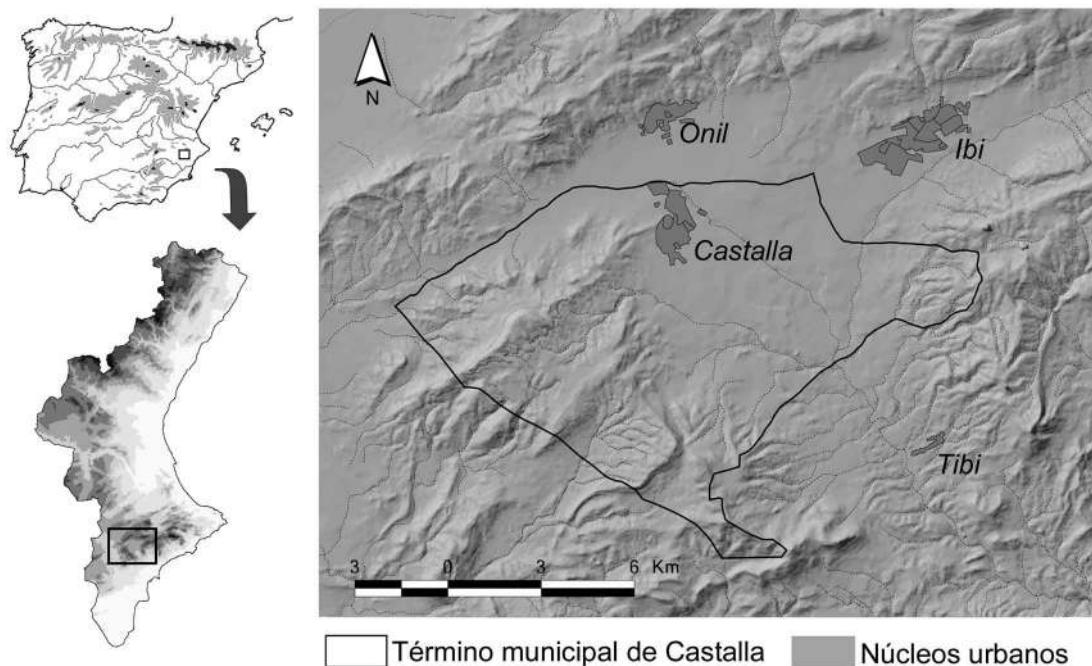 N
Onil
Ibi
Castalla
Tibi
3 0 3 6 Km
Término municipal de Castalla
Núcleos urbanos